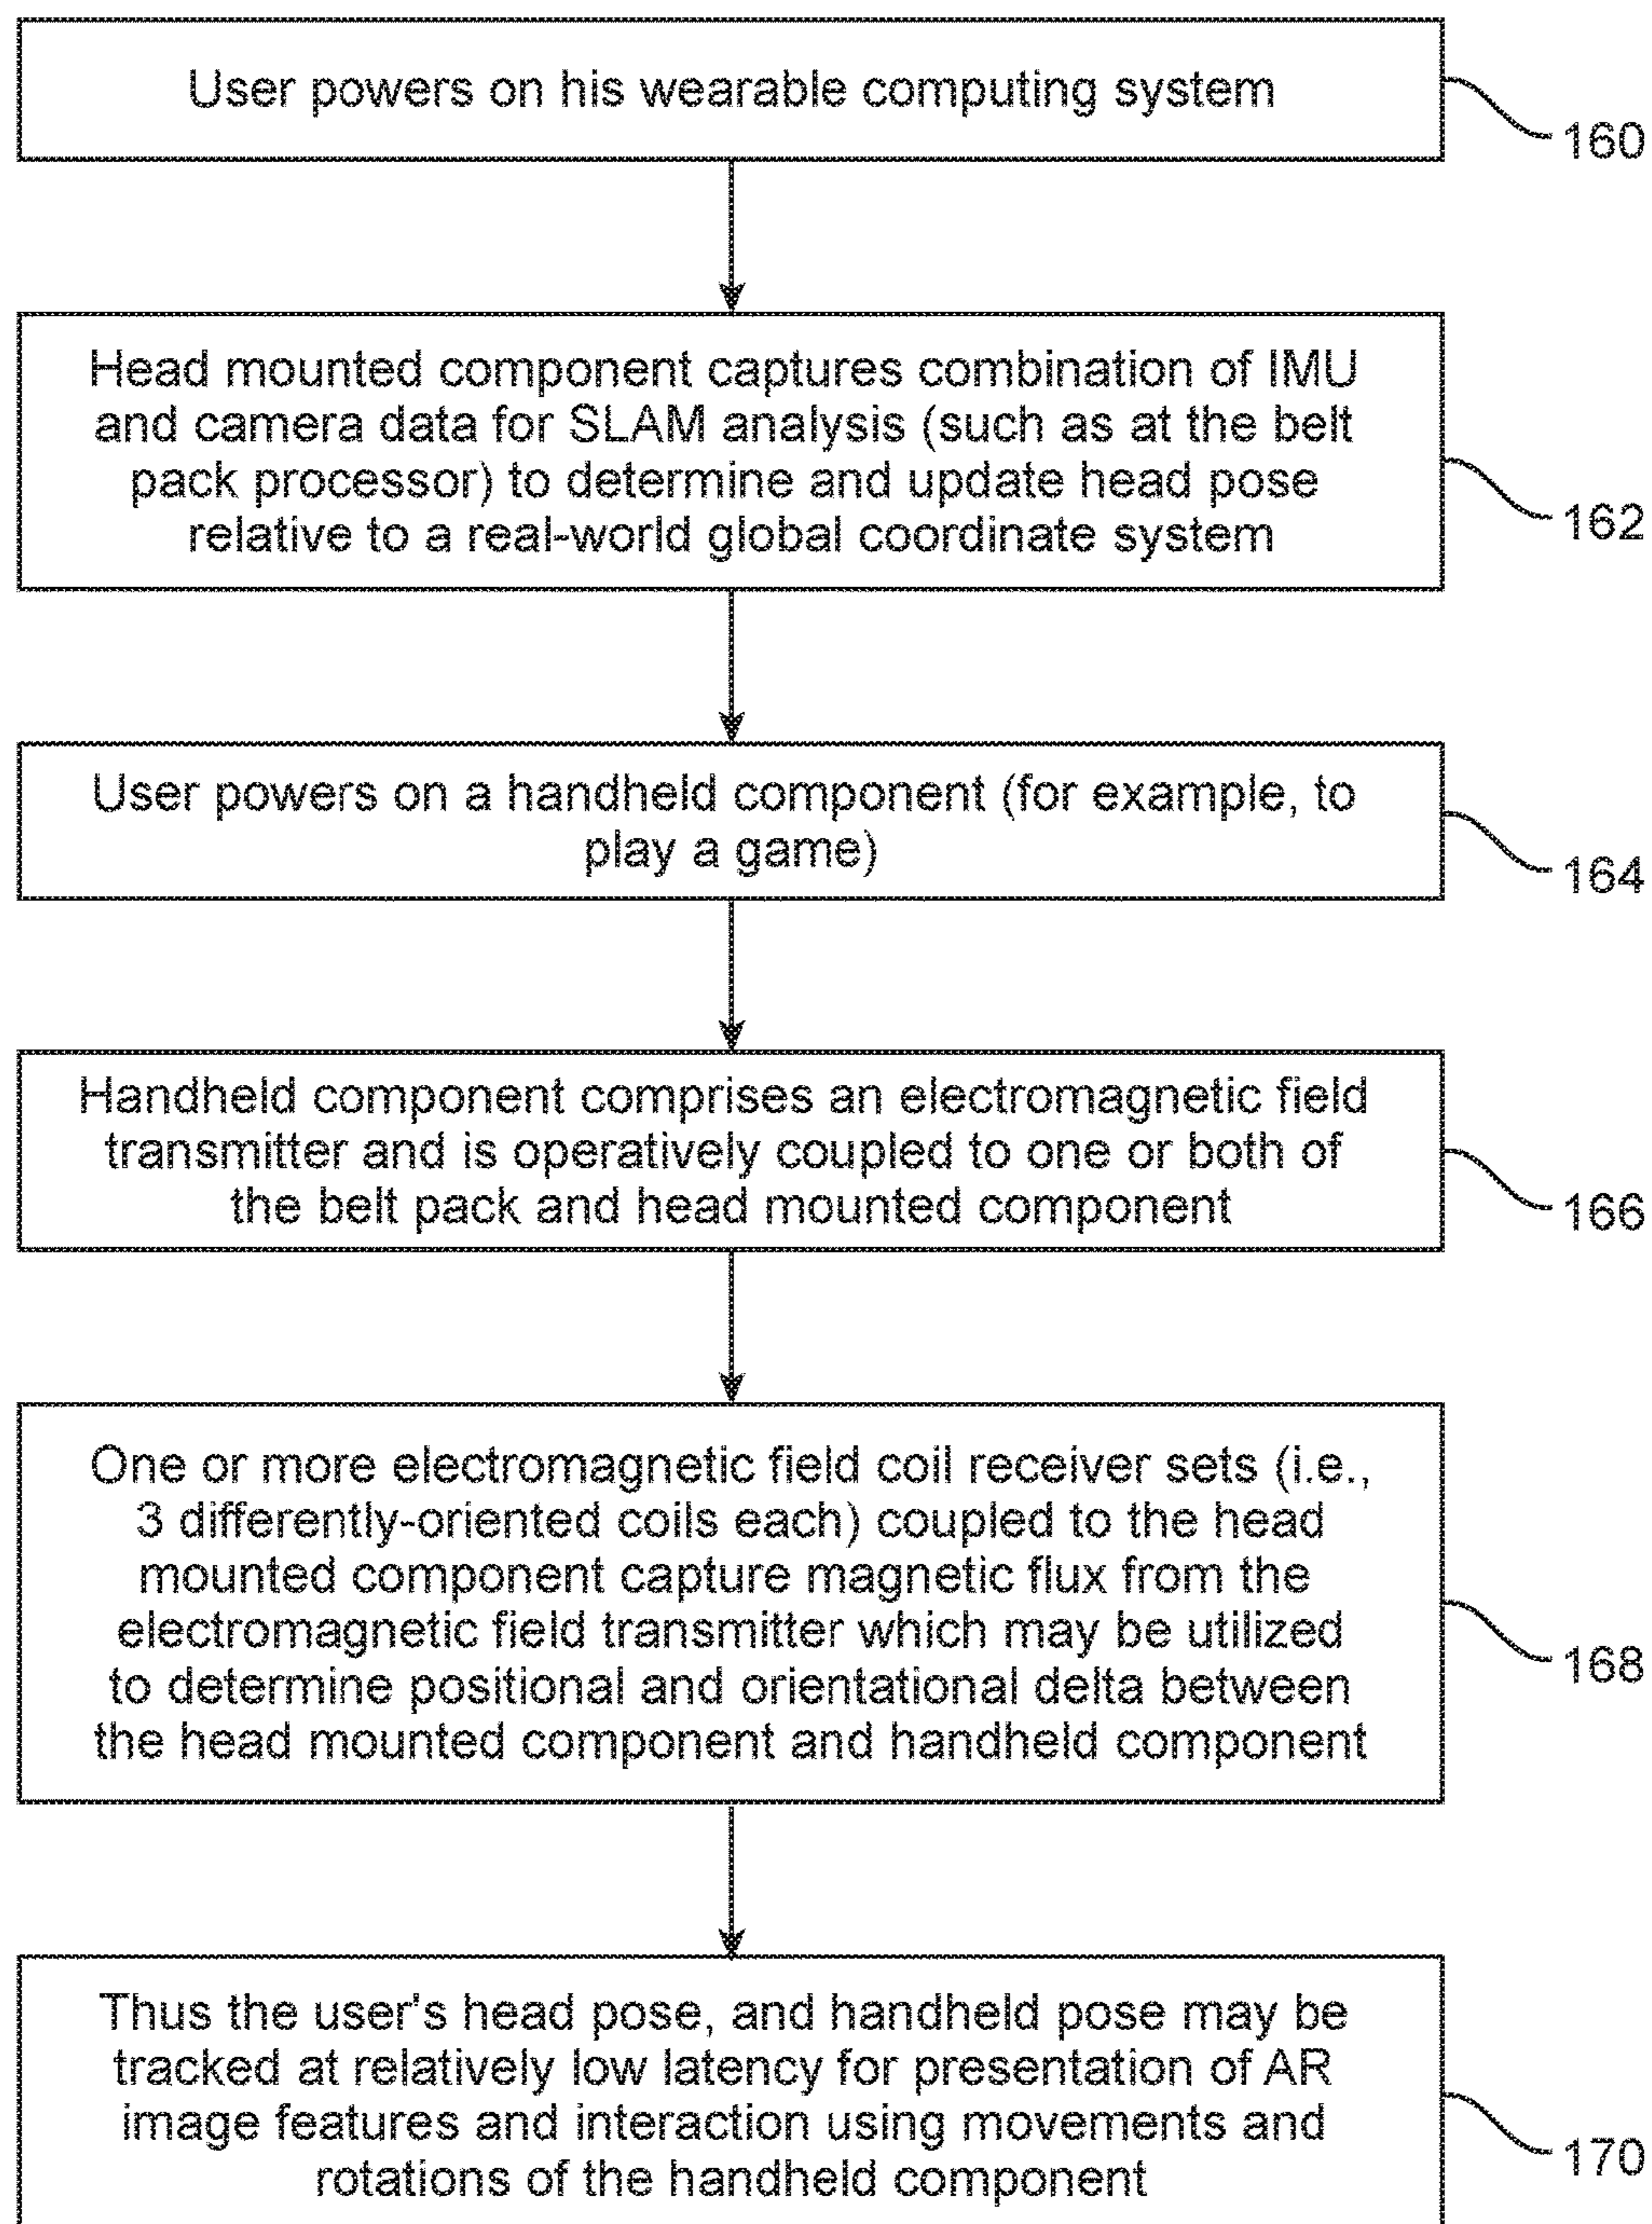 User powers on his wearable computing system
160
Head mounted component captures combination of IMU
and camera data for SLAM analysis (such as at the belt
pack processor) to determine and update head pose
relative to a real-world global coordinate system
162
User powers on a handheld component (for example, to
play a game)
164
Handheld component comprises an electromagnetic field
transmitter and is operatively coupled to one or both of
the belt pack and head mounted component
166
One or more electromagnetic field coil receiver sets (i.e.,
3 differently-oriented coils each) coupled to the head
mounted component capture magnetic flux from the
electromagnetic field transmitter which may be utilized
to determine positional and orientational delta between
the head mounted component and handheld component
168
Thus the user's head pose, and handheld pose may be
tracked at relatively low latency for presentation of AR
image features and interaction using movements and
rotations of the handheld component
170